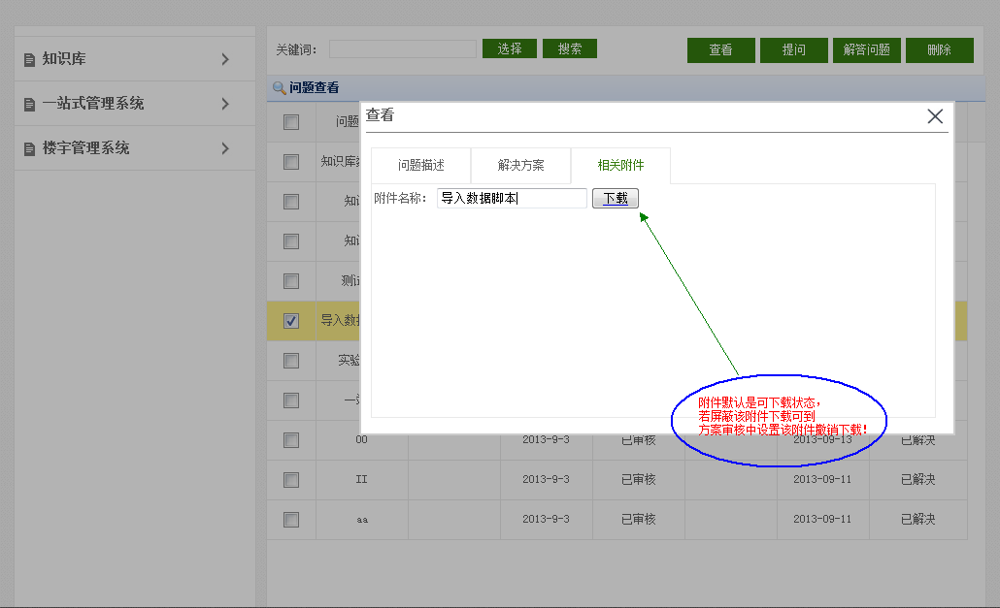 知识库
一站式管理系统
楼宇管理系统
关键词： 选择 搜索 查看 提问 解答问题 删除
问题查看
查看
问题
问题描述 解决方案 相关附件
附件名称： 导入数据脚本 下载
知识库
知
知
测
导入数
实验
一
附件默认是可下载状态，
若屏蔽该附件下载可到
方案审核中设置该附件撤销下载！
00 2013-9-3 已审核 2013-09-13 已解决
II 2013-9-3 已审核 2013-09-11 已解决
aa 2013-9-3 已审核 2013-09-11 已解决